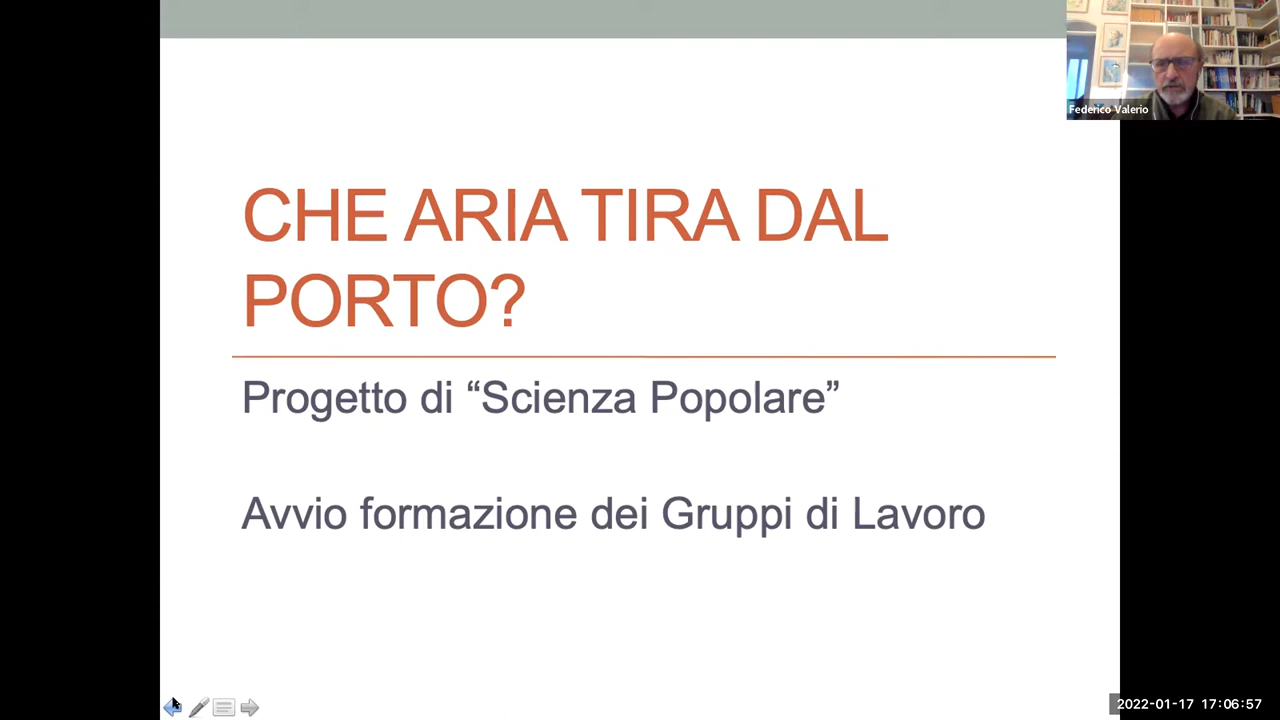 Federico Valerio
CHE ARIA TIRA DAL
PORTO?
Progetto di “Scienza Popolare”
Avvio formazione dei Gruppi di Lavoro
2022-01-17 17:06:57